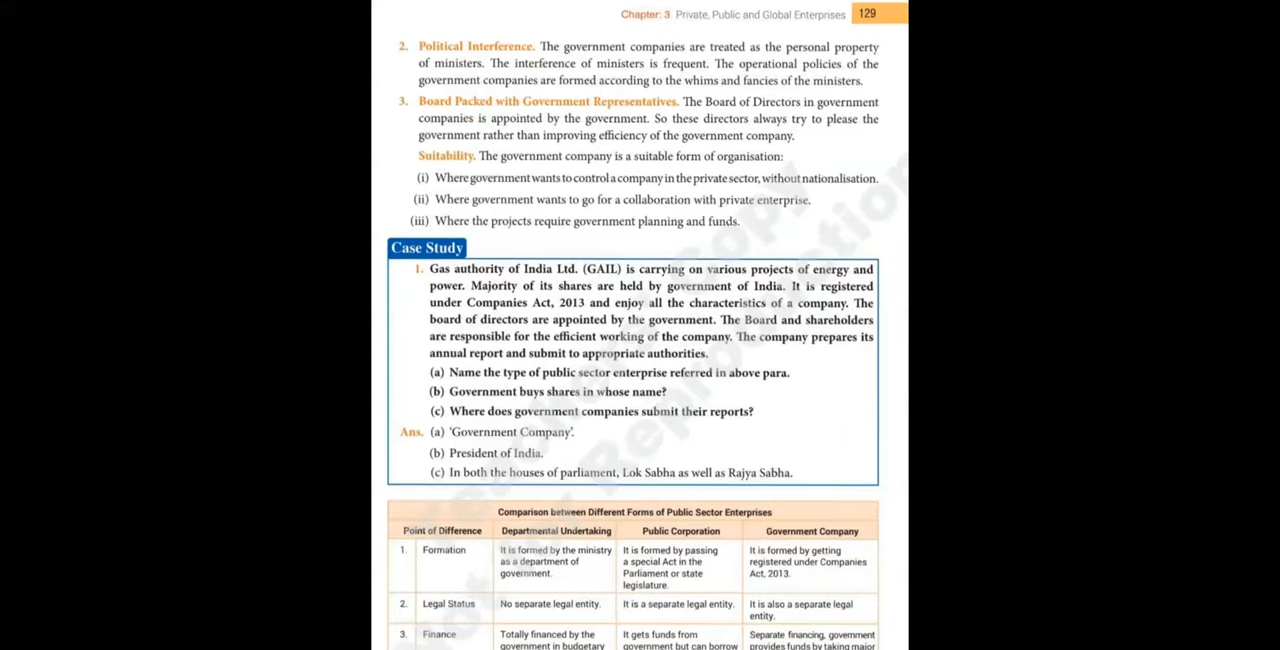 Chapter: 3 Private, Public and Global Enterprises 129
2. Political Interference. The government companies are treated as the personal property
of ministers. The interference of ministers is frequent. The operational policies of the
government companies are formed according to the whims and fancies of the ministers.
3. Board Packed with Government Representatives. The Board of Directors in government
companies is appointed by the government. So these directors always try to please the
government rather than improving efficiency of the government company.
Suitability. The government company is a suitable form of organisation:
(i) Where government wants to control a company in the private sector, without nationalisation.
(ii) Where government wants to go for a collaboration with private enterprise.
(iii) Where the projects require government planning and funds.
Case Study
1. Gas authority of India Ltd. (GAIL) is carrying on various projects of energy and
power. Majority of its shares are held by government of India. It is registered
under Companies Act, 2013 and enjoy all the characteristics of a company. The
board of directors are appointed by the government. The Board and shareholders
are responsible for the efficient working of the company. The company prepares its
annual report and submit to appropriate authorities.
(a) Name the type of public sector enterprise referred in above para.
(b) Government buys shares in whose name?
(c) Where does government companies submit their reports?
Ans. (a) 'Government Company'.
(b) President of India.
(c) In both the houses of parliament, Lok Sabha as well as Rajya Sabha.
Comparison between Different Forms of Public Sector Enterprises
Point of Difference Departmental Undertaking Public Corporation Government Company
1. Formation It is formed by the ministry It is formed by passing It is formed by getting
as a department of a special Act in the registered under Companies
government. Parliament or state Act, 2013.
legislature.
2. Legal Status No separate legal entity. It is a separate legal entity. It is also a separate legal
entity.
3. Finance Totally financed by the It gets funds from Separate financing, government
government in budgetary government but can borrow provides funds by taking major